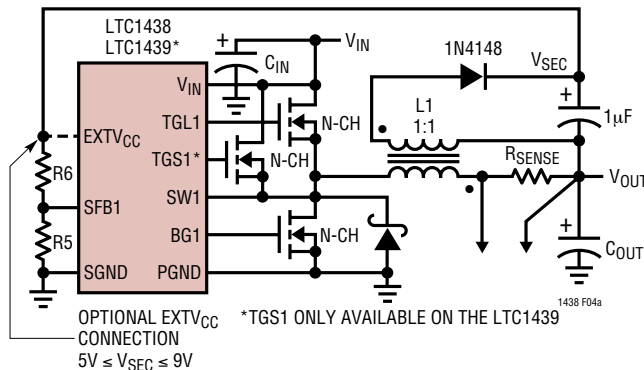 LTC1438
LTC1439*
VIN
CIN
VIN
TGL1
TGS1*
SW1
BG1
PGND
EXTVCC
SFB1
SGND
R6
R5
N-CH
N-CH
N-CH
1N4148
VSEC
L1
1:1
1µF
RSENSE
VOUT
COUT
+
+
+
1438 F04a
OPTIONAL EXTVCC
CONNECTION
5V ≤ VSEC ≤ 9V
*TGS1 ONLY AVAILABLE ON THE LTC1439